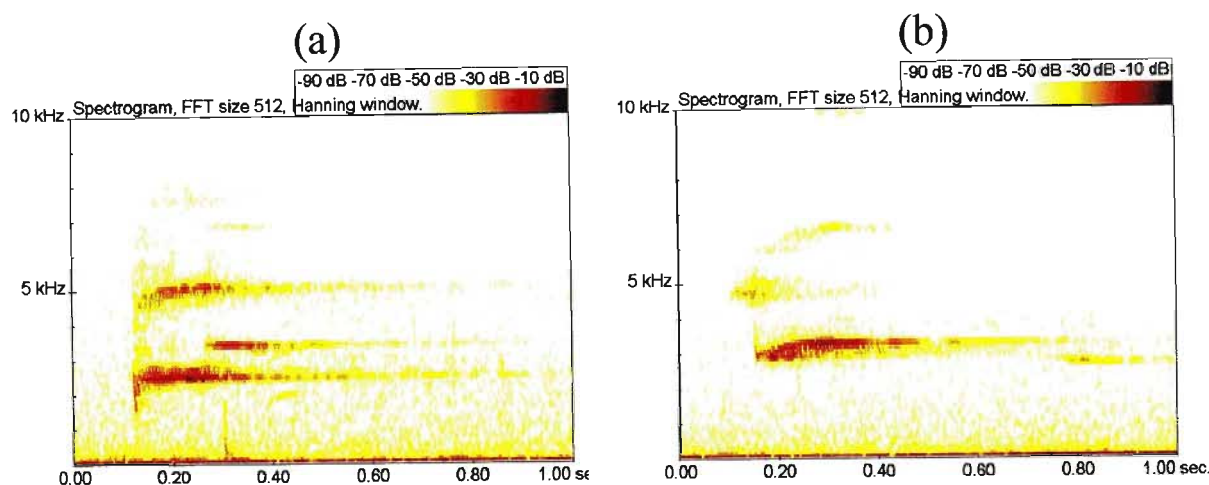 (a)
-90 dB -70 dB -50 dB -30 dB -10 dB
Spectrogram, FFT size 512, Hanning window.
10 kHz
5 kHz
0.00 0.20 0.40 0.60 0.80 1.00 se
(b)
-90 dB -70 dB -50 dB -30 dB -10 dB
Spectrogram, FFT size 512, Hanning window.
10 kHz
5 kHz
0.00 0.20 0.40 0.60 0.80 1.00 sec.